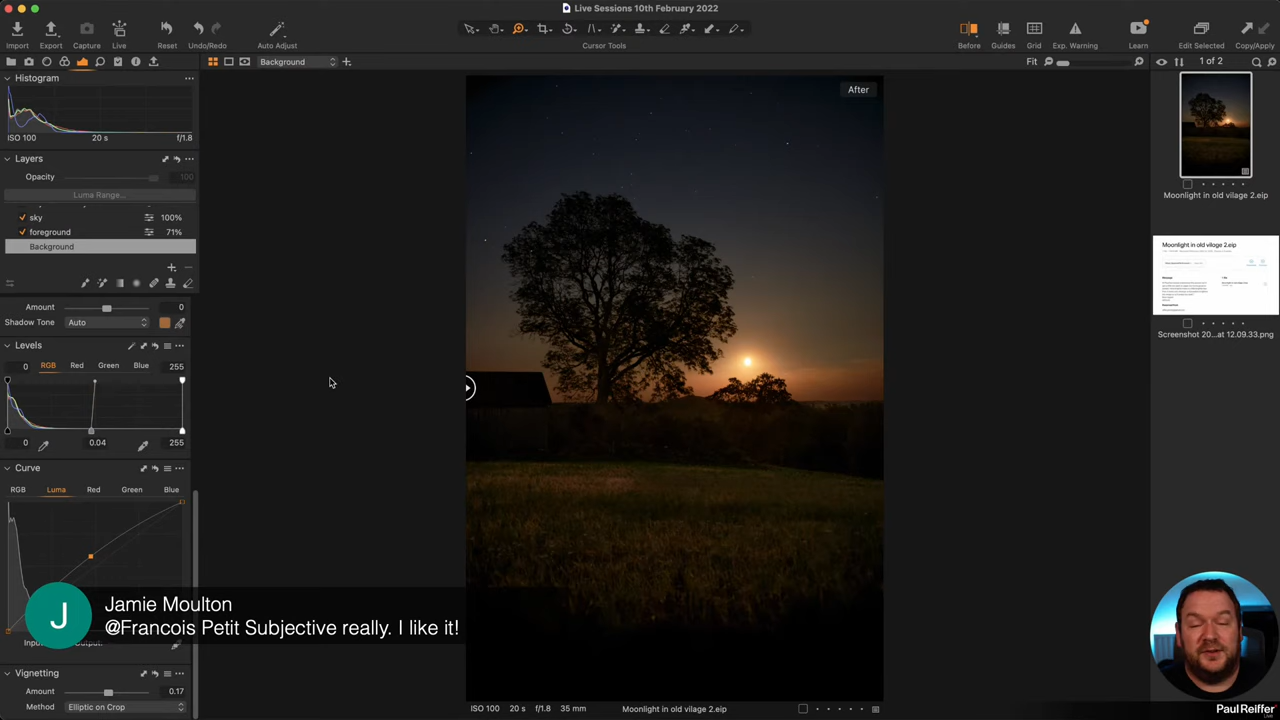 Live Sessions 10th February 2022
Import
Export
Capture
Live
Reset
Undo/Redo
Auto Adjust
Cursor Tools
Before
Guides
Grid
Exp. Warning
Learn
Edit Selected
Copy/Apply
Background
Fit
1 of 2
Histogram
ISO 100
20 s
f/1.8
Layers
Opacity
100
Luma Range...
sky 100%
foreground 71%
Background
Amount 0
Shadow Tone Auto
Levels
0 RGB Red Green Blue 255
0 0.04 255
Curve
RGB Luma Red Green Blue
Vignetting
Amount 0.17
Method Elliptic on Crop
After
Jamie Moulton
@Francois Petit Subjective really. I like it!
ISO 100 20 s f/1.8 35 mm Moonlight in old vilage 2.eip
Moonlight in old vilage 2.eip
Moonlight in old vilage 2.eip
Screenshot 20...at 12.09.33.png
Paul Reiffer
Live